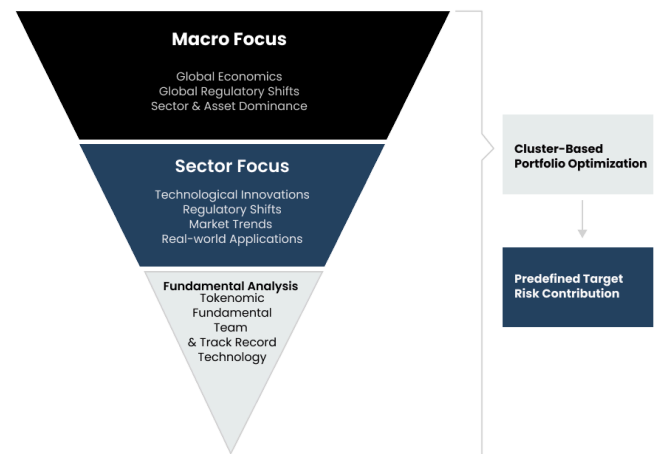 Macro Focus
Global Economics
Global Regulatory Shifts
Sector & Asset Dominance
Sector Focus
Technological Innovations
Regulatory Shifts
Market Trends
Real-world Applications
Fundamental Analysis
Tokenomic
Fundamental
Team
& Track Record
Technology
Cluster-Based
Portfolio Optimization
Predefined Target
Risk Contribution